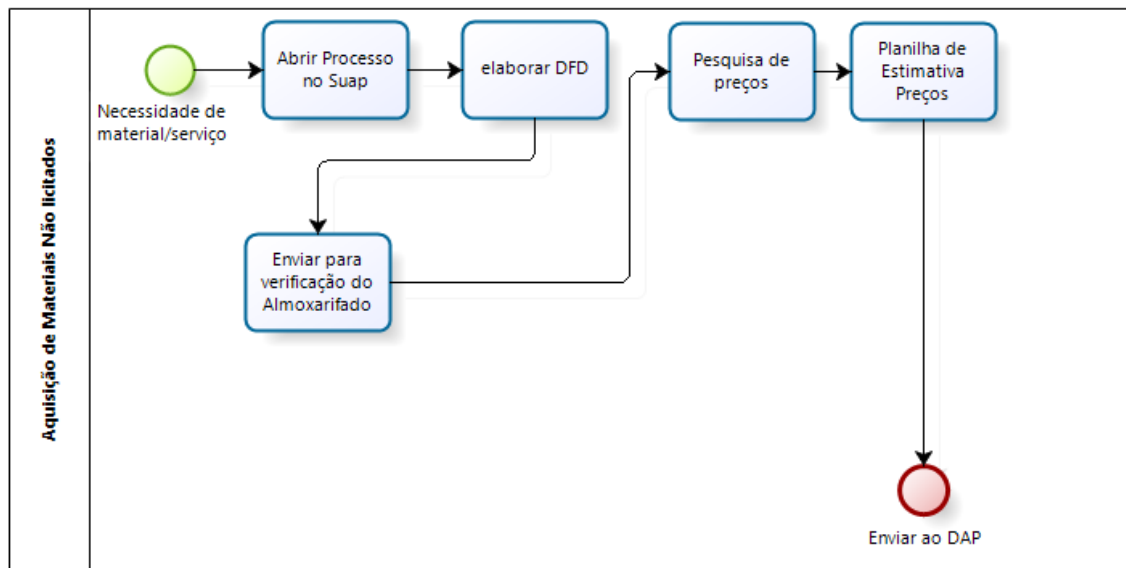 Aquisição de Materiais Não licitados
Necessidade de
material/serviço
Abrir Processo
no Suap
elaborar DFD
Enviar para
verificação do
Almoxarifado
Pesquisa de
preços
Planilha de
Estimativa
Preços
Enviar ao DAP